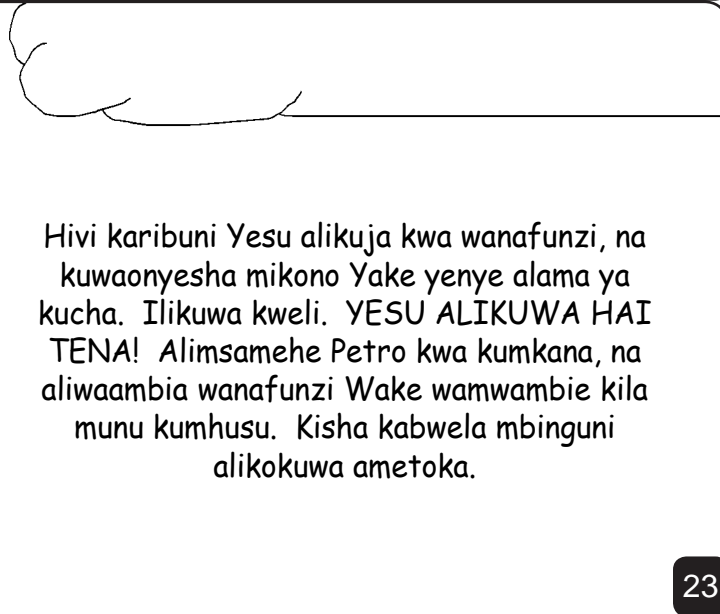 Hivi karibuni Yesu alikuja kwa wanafunzi, na
kuwaonyesha mikono Yake yenye alama ya
kucha. Ilikuwa kweli. YESU ALIKUWA HAI
TENA! Alimsamehe Petro kwa kumkana, na
aliwaambia wanafunzi Wake wamwambie kila
munu kumhusu. Kisha kabwela mbinguni
alikokuwa ametoka.
23